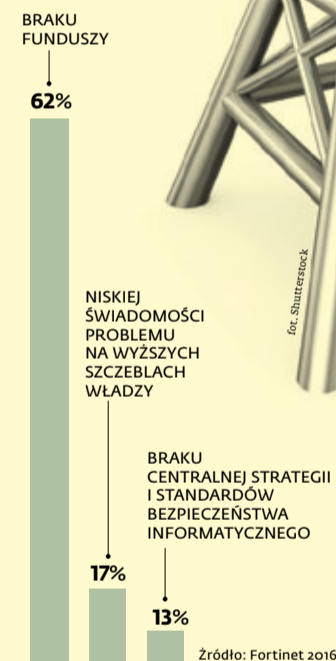 BRAKU
FUNDUSZY
62%
fot. Shutterstock
NISKIEJ
ŚWIADOMOŚCI
PROBLEMU
NA WYŻSZYCH
SZCZEBLACH
WŁADZY
17%
BRAKU
CENTRALNEJ STRATEGII
I STANDARDÓW
BEZPIECZEŃSTWA
INFORMATYCZNEGO
13%
Źródło: Fortinet 2016